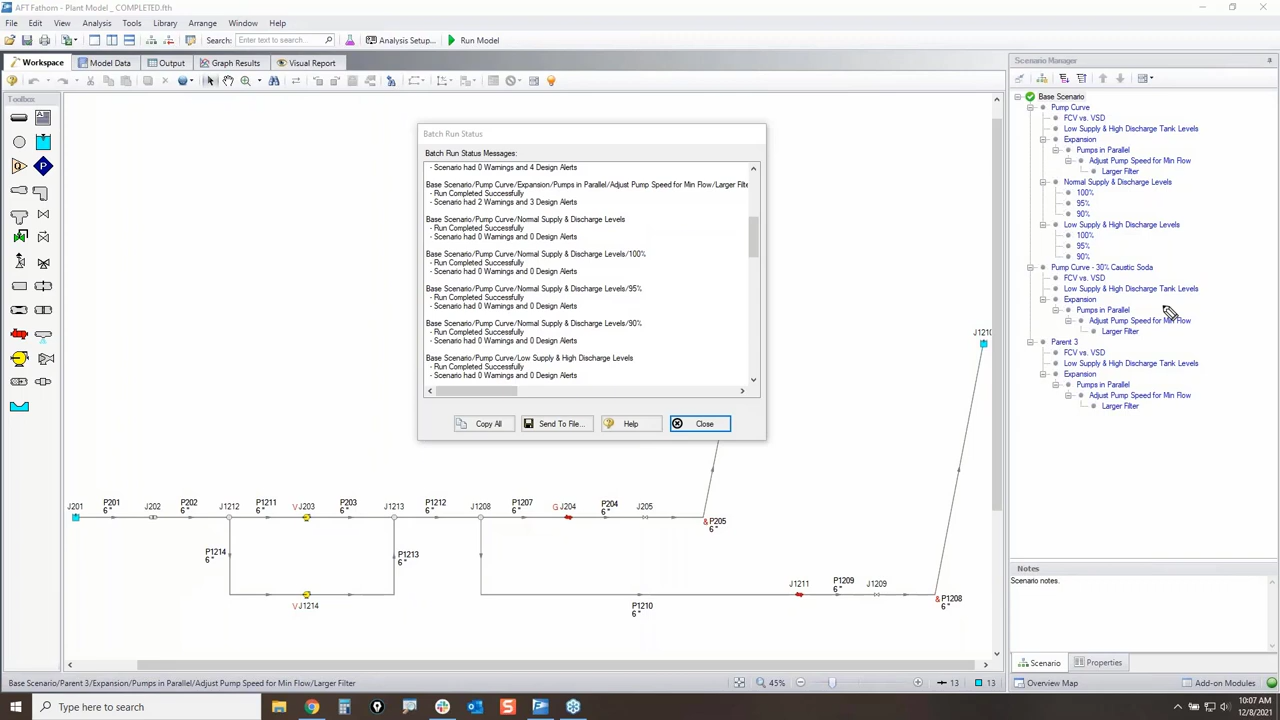 AFT Fathom - Plant Model _ COMPLETED.fth
File Edit View Analysis Tools Library Arrange Window Help
Search: Enter text to search.. Analysis Setup... Run Model
Workspace Model Data Output Graph Results Visual Report
Toolbox
Batch Run Status
Batch Run Status Messages:
- Scenario had 0 Warnings and 4 Design Alerts
Base Scenario/Pump Curve/Expansion/Pumps in Parallel/Adjust Pump Speed for Min Flow/Larger Filte
- Run Completed Successfully
- Scenario had 2 Warnings and 3 Design Alerts
Base Scenario/Pump Curve/Normal Supply & Discharge Levels
- Run Completed Successfully
- Scenario had 0 Warnings and 0 Design Alerts
Base Scenario/Pump Curve/Normal Supply & Discharge Levels/100%
- Run Completed Successfully
- Scenario had 0 Warnings and 0 Design Alerts
Base Scenario/Pump Curve/Normal Supply & Discharge Levels/95%
- Run Completed Successfully
- Scenario had 0 Warnings and 0 Design Alerts
Base Scenario/Pump Curve/Normal Supply & Discharge Levels/90%
- Run Completed Successfully
- Scenario had 0 Warnings and 0 Design Alerts
Base Scenario/Pump Curve/Low Supply & High Discharge Levels
- Run Completed Successfully
- Scenario had 0 Warnings and 0 Design Alerts
Copy All Send To File... Help Close
J1210
J201 P201 J202 P202 J1212 P1211 V J203 P203 J1213 P1212 J1208 P1207 G J204 P204 J205
6 " 6 " 6 " 6 " 6 " 6 " 6 "
& P205
6 "
P1214
6 "
P1213
6 "
V J1214
P1210
6 "
J1211 P1209 J1209
6 "
& P1208
6 "
Scenario Manager
Base Scenario
Pump Curve
FCV vs. VSD
Low Supply & High Discharge Tank Levels
Expansion
Pumps in Parallel
Adjust Pump Speed for Min Flow
Larger Filter
Normal Supply & Discharge Levels
100%
95%
90%
Low Supply & High Discharge Levels
100%
95%
90%
Pump Curve - 30% Caustic Soda
FCV vs. VSD
Low Supply & High Discharge Tank Levels
Expansion
Pumps in Parallel
Adjust Pump Speed for Min Flow
Larger Filter
Parent 3
FCV vs. VSD
Low Supply & High Discharge Tank Levels
Expansion
Pumps in Parallel
Adjust Pump Speed for Min Flow
Larger Filter
Notes
Scenario notes.
Scenario Properties
Base Scenario/Parent 3/Expansion/Pumps in Parallel/Adjust Pump Speed for Min Flow/Larger Filter
45% 13 13 Overview Map Add-on Modules
Type here to search
10:07 AM
12/8/2021